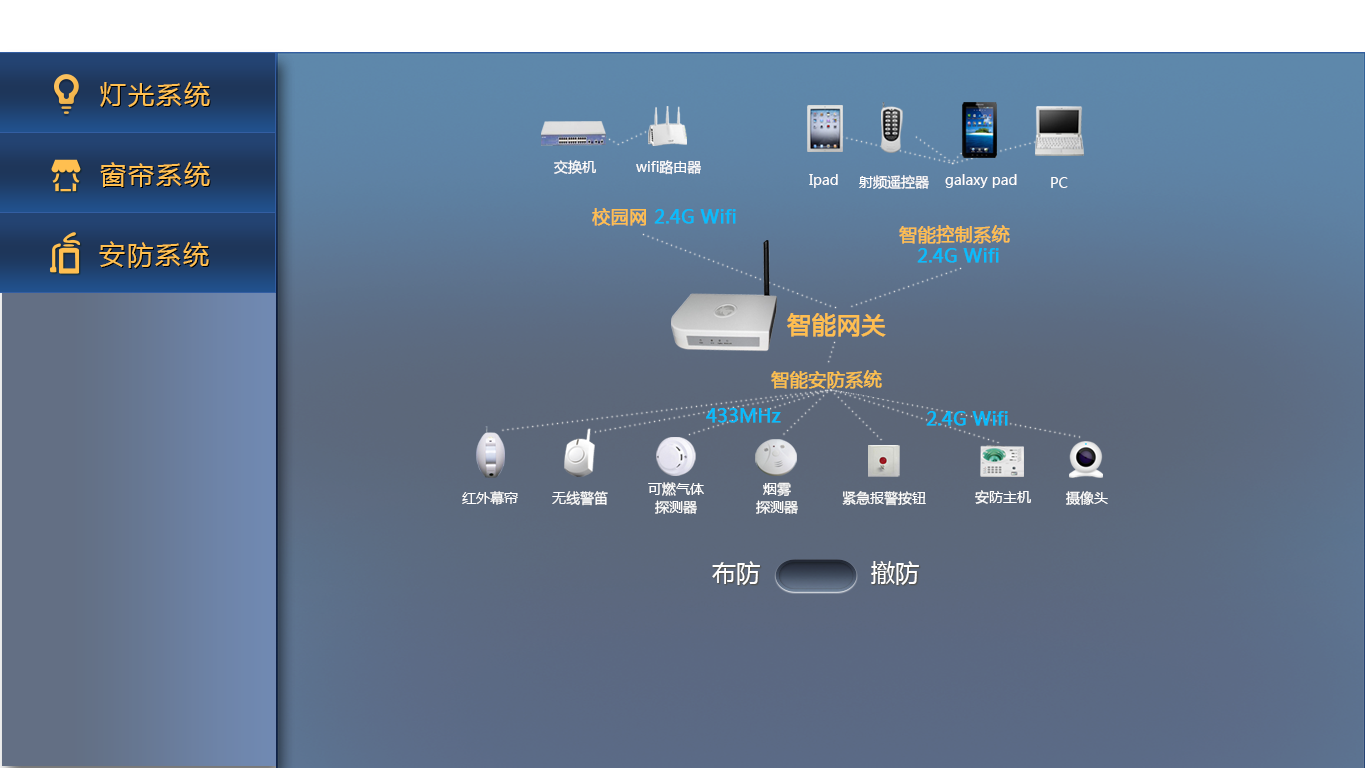 灯光系统
窗帘系统
安防系统
交换机
wifi路由器
Ipad
射频遥控器
galaxy pad
PC
校园网 2.4G Wifi
智能控制系统
2.4G Wifi
智能网关
智能安防系统
433MHz
2.4G Wifi
红外幕帘
无线警笛
可燃气体
探测器
烟雾
探测器
紧急报警按钮
安防主机
摄像头
布防
撤防